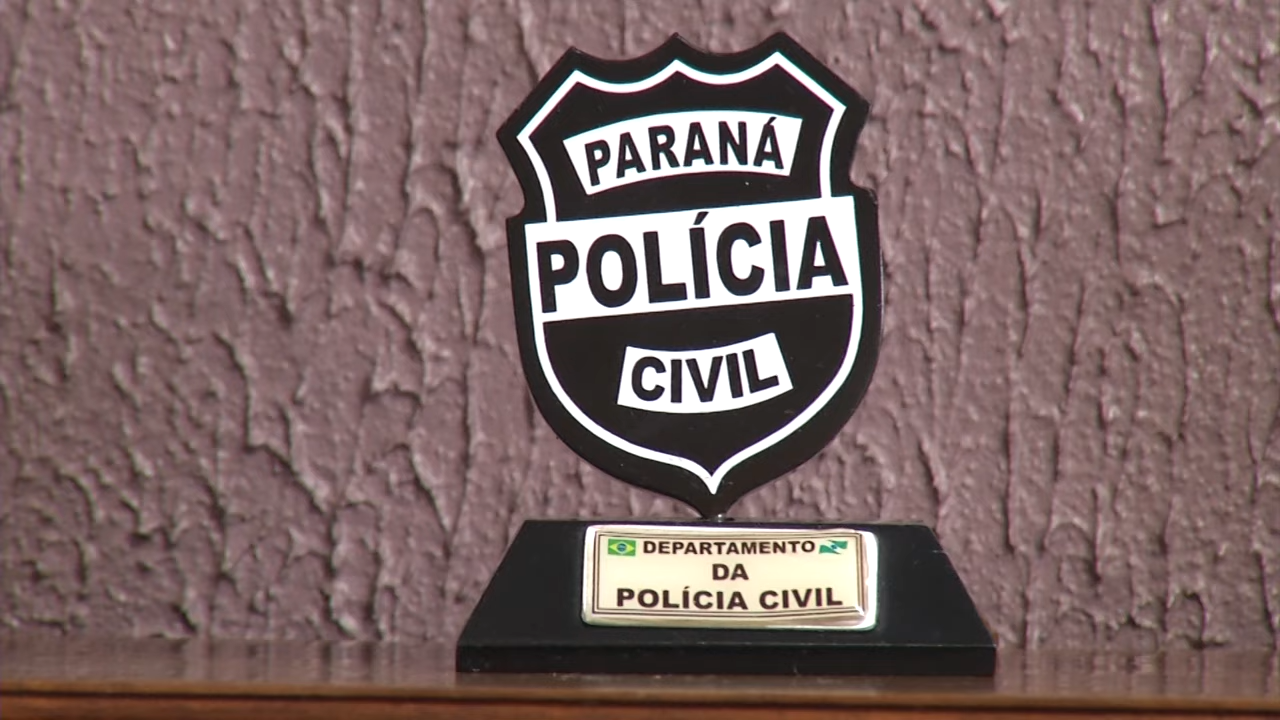 PARANÁ
POLÍCIA
CIVIL
DEPARTAMENTO
DA
POLÍCIA CIVIL